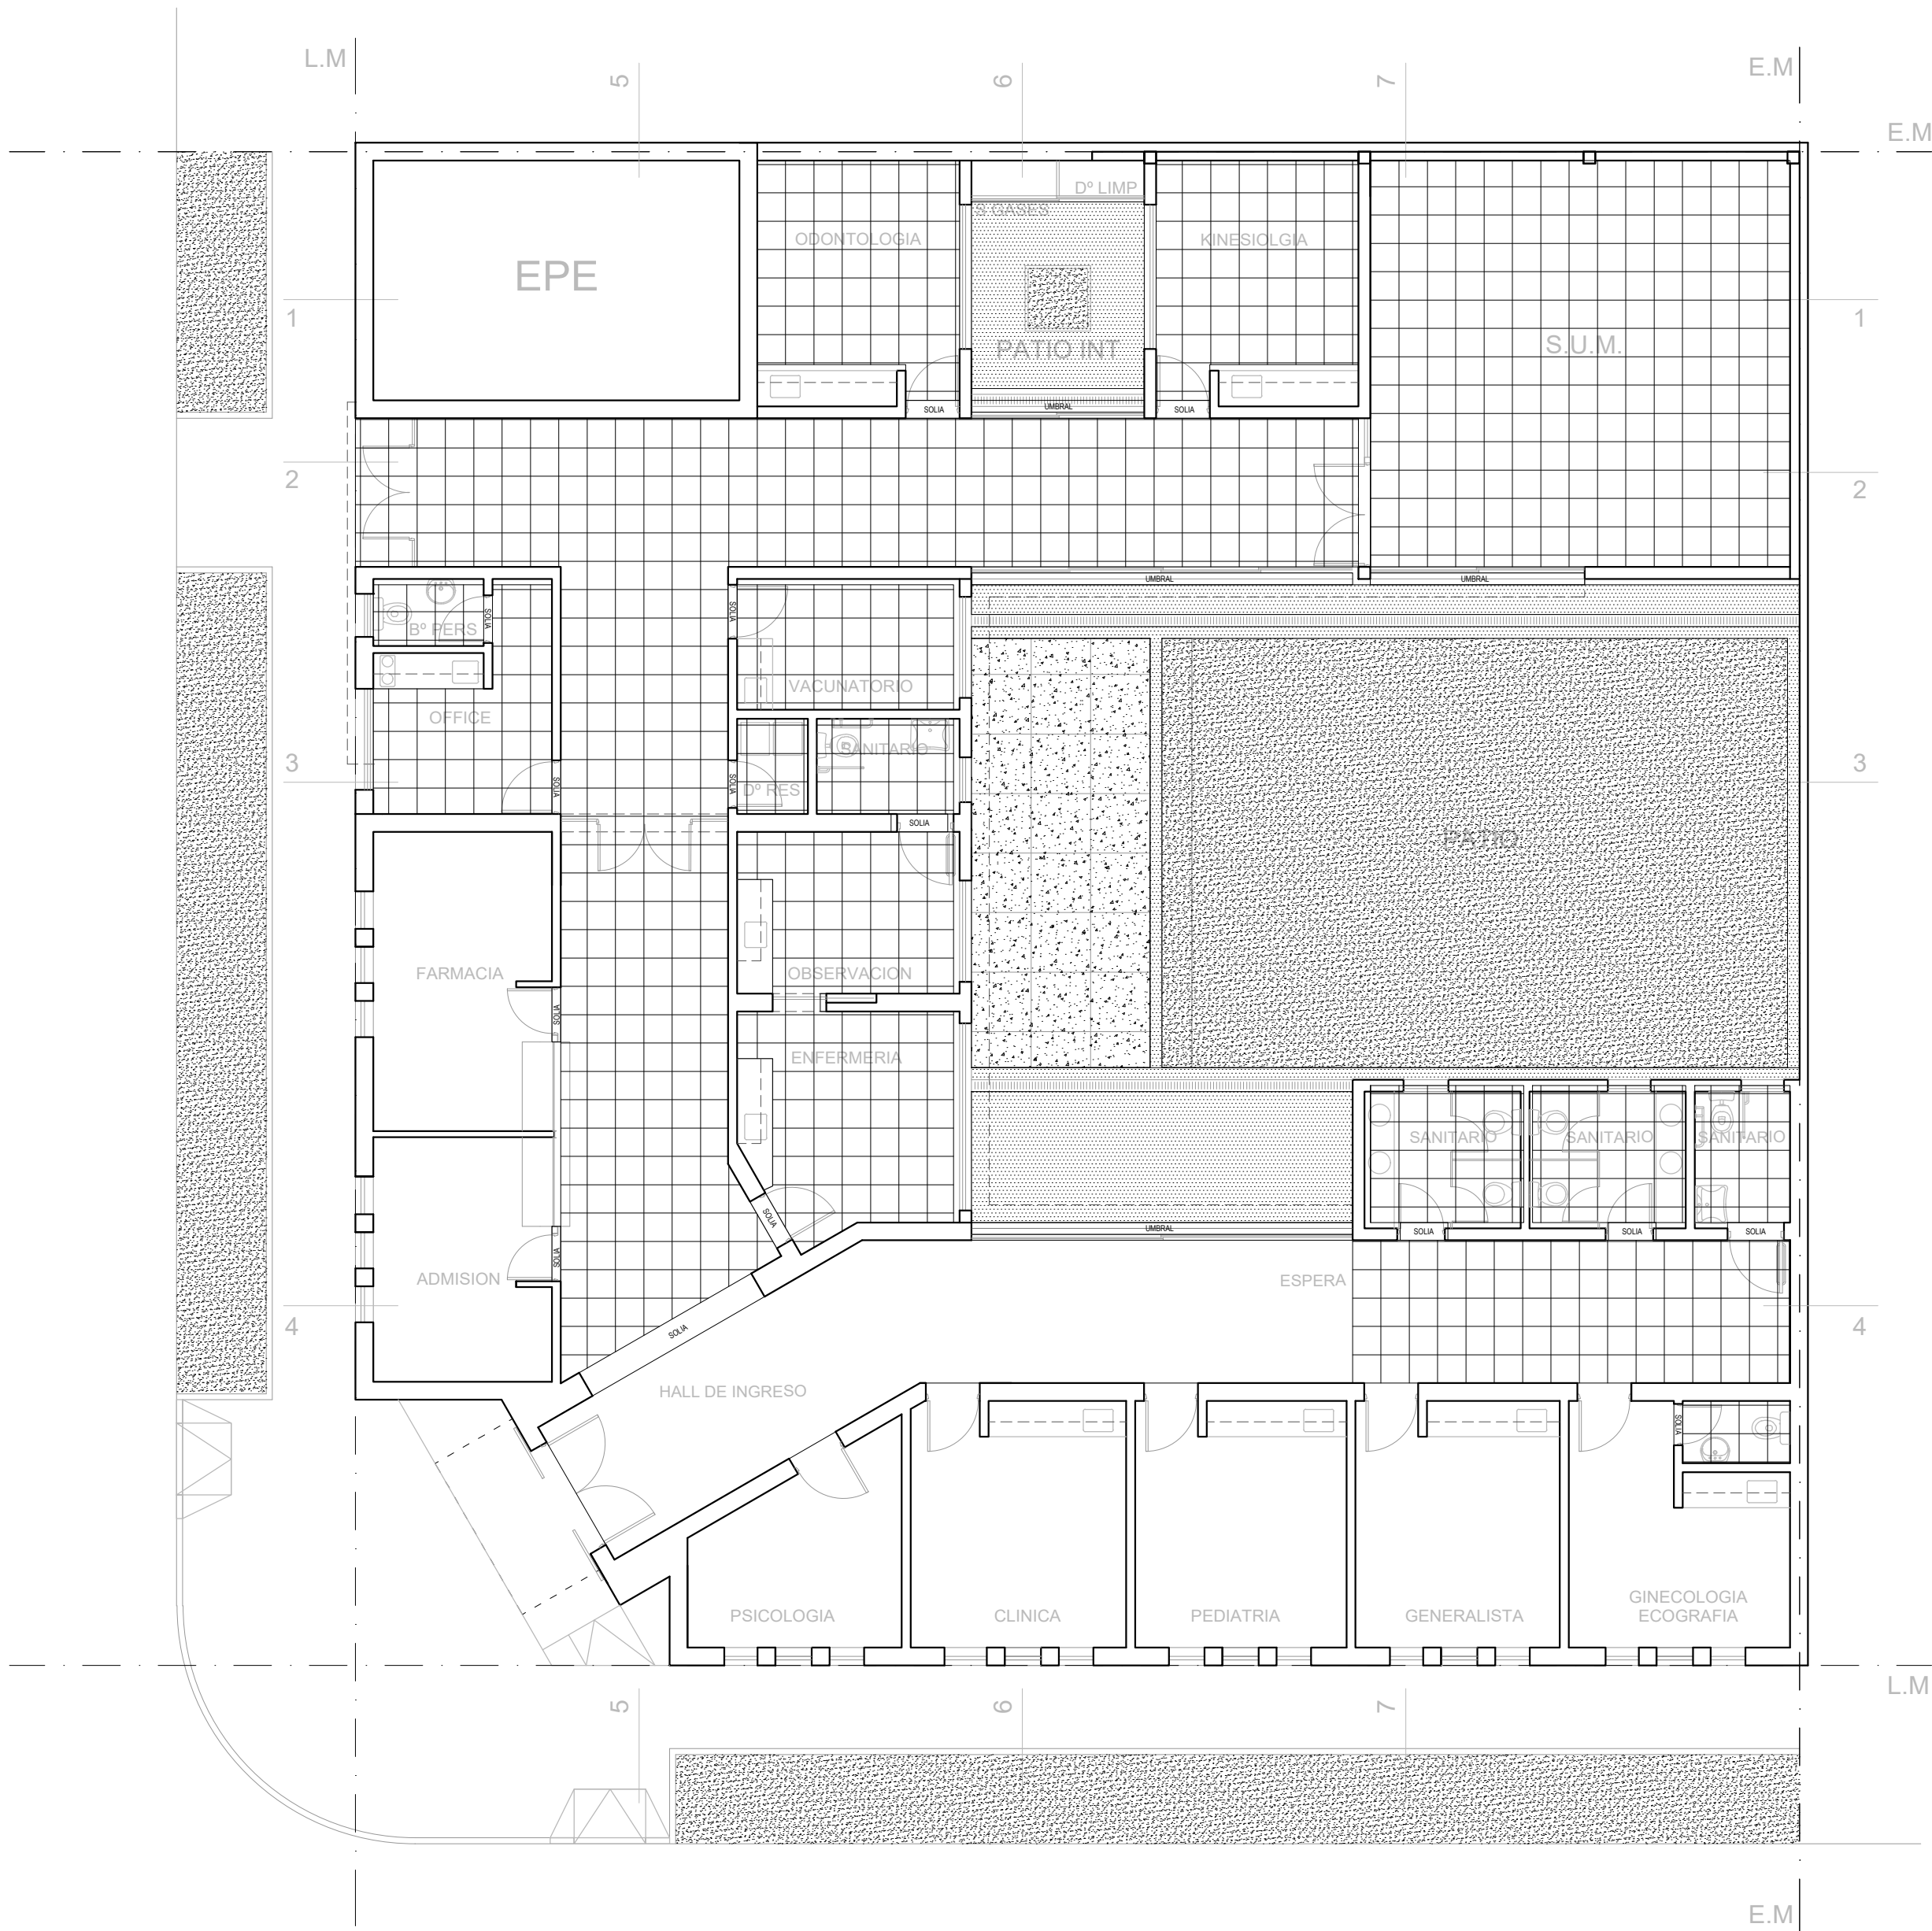 L.M
5
6
7
E.M
E.M
Dº LIMP
S GASES
ODONTOLOGIA
KINESIOLGIA
EPE
1
1
PATIO INT
S.U.M.
SOLIA
UMBRAL
SOLIA
2
2
UMBRAL
UMBRAL
SOLIA
SOLIA
Bº PERS
VACUNATORIO
OFFICE
SANITARIO
3
3
SOLIA
SOLIA
Dº RES
SOLIA
PATIO
FARMACIA
OBSERVACION
SOLIA
ENFERMERIA
SANITARIO
SANITARIO
SANITARIO
SOLIA
UMBRAL
SOLIA
SOLIA
SOLIA
SOLIA
ADMISION
ESPERA
4
4
SOLIA
HALL DE INGRESO
SOLIA
PSICOLOGIA
CLINICA
PEDIATRIA
GENERALISTA
GINECOLOGIA
ECOGRAFIA
L.M
5
6
7
E.M